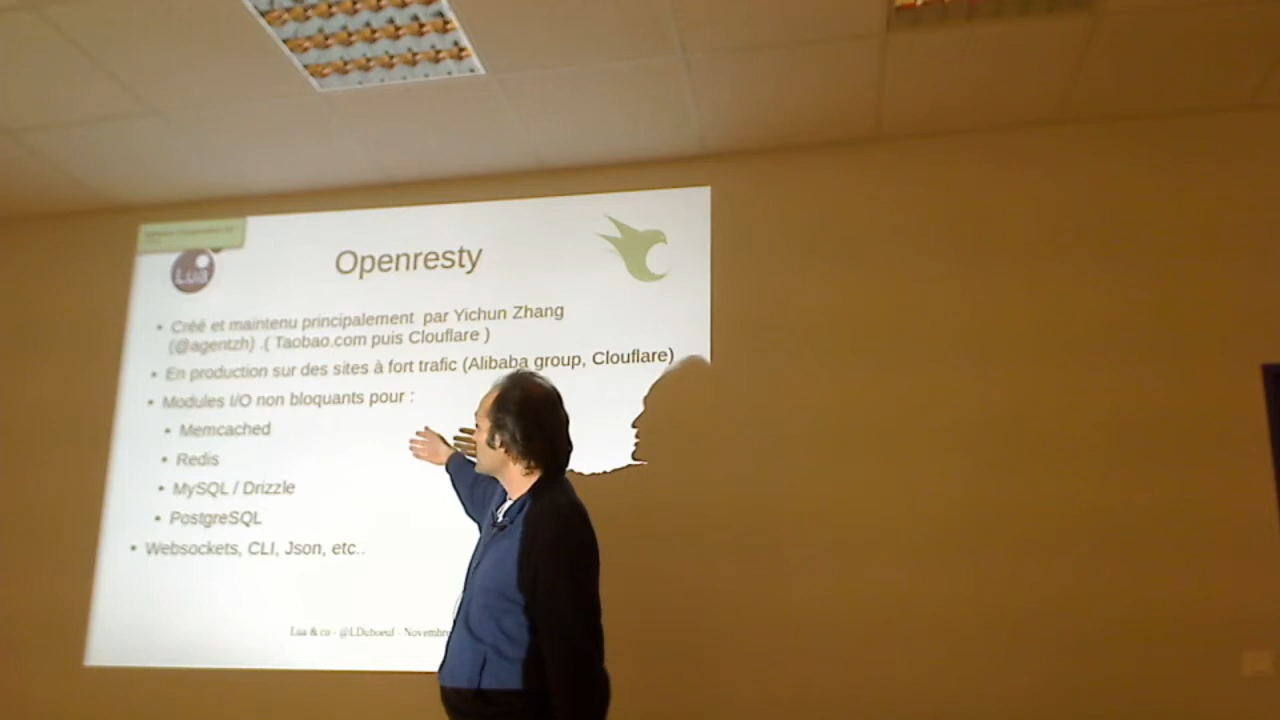 Lua
Openresty
• Créé et maintenu principalement par Yichun Zhang
(@agentzh) .( Taobao.com puis Clouflare )
• En production sur des sites à fort trafic (Alibaba group, Clouflare)
• Modules I/O non bloquants pour :
• Memcached
• Redis
• MySQL / Drizzle
• PostgreSQL
• Websockets, CLI, Json, etc..
Lua & co - @LDuboeuf - Novembre